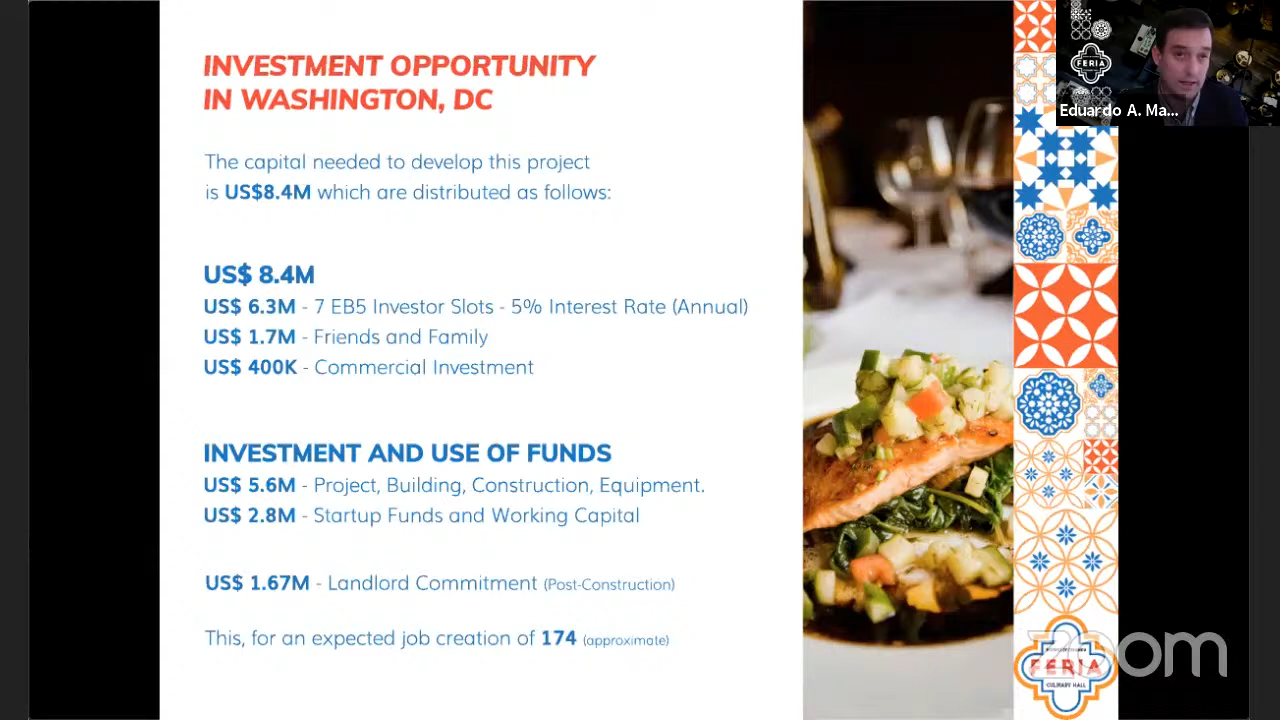 INVESTMENT OPPORTUNITY
IN WASHINGTON, DC
The capital needed to develop this project
is US$8.4M which are distributed as follows:
US$ 8.4M
US$ 6.3M - 7 EB5 Investor Slots - 5% Interest Rate (Annual)
US$ 1.7M - Friends and Family
US$ 400K - Commercial Investment
INVESTMENT AND USE OF FUNDS
US$ 5.6M - Project, Building, Construction, Equipment.
US$ 2.8M - Startup Funds and Working Capital
US$ 1.67M - Landlord Commitment (Post-Construction)
This, for an expected job creation of 174 (approximate)
FERIA
Eduardo A. Ma...
zoom
FERIA
CULINARY HALL